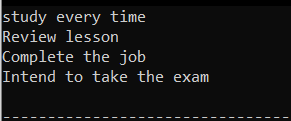 study every time
Review lesson
Complete the job
Intend to take the exam
--------------------------------